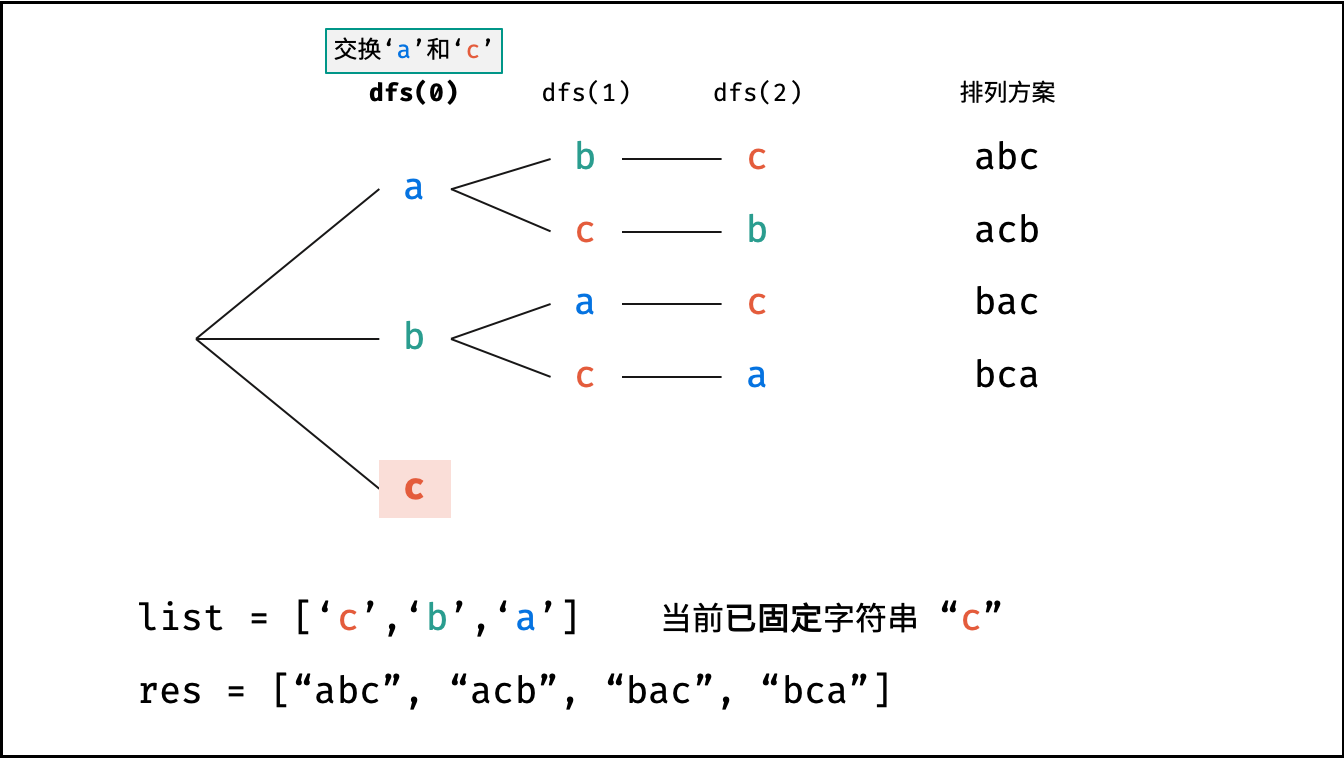 交换‘a’和‘c’
dfs(0) dfs(1) dfs(2) 排列方案
b c abc
a
c b acb
a c bac
b
c a bca
c
list = [‘c’,‘b’,‘a’] 当前已固定字符串 “c”
res = [“abc”, “acb”, “bac”, “bca”]